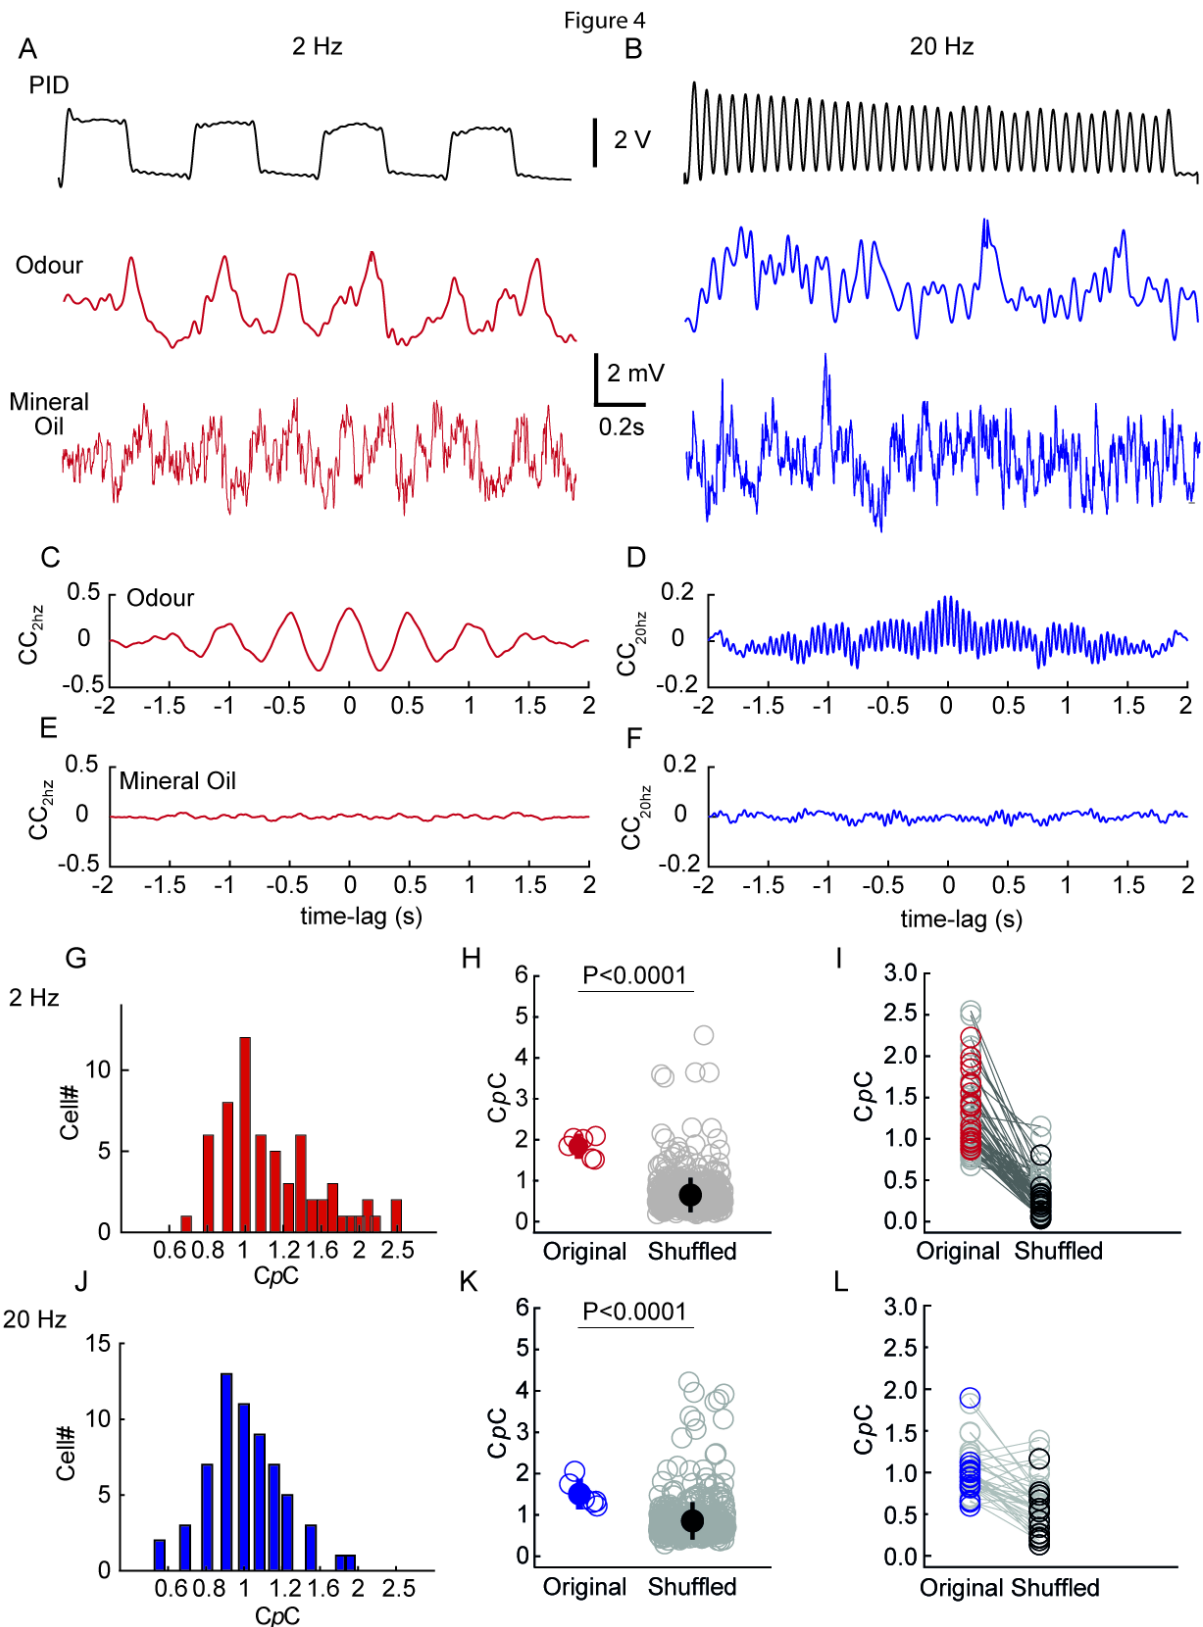 Figure 4
A
2 Hz
B
20 Hz
PID
2 V
Odour
Mineral
Oil
2 mV
0.2s
C
D
0.5
0
-0.5
CC2hz
Odour
-2 -1.5 -1 -0.5 0 0.5 1 1.5 2
0.2
0
-0.2
CC20hz
-2 -1.5 -1 -0.5 0 0.5 1 1.5 2
E
F
0.5
0
-0.5
CC2hz
Mineral Oil
-2 -1.5 -1 -0.5 0 0.5 1 1.5 2
time-lag (s)
0.2
0
-0.2
CC20hz
-2 -1.5 -1 -0.5 0 0.5 1 1.5 2
time-lag (s)
G
2 Hz
10
5
0
Cell#
0.6 0.8 1 1.2 1.6 2 2.5
CpC
H
P<0.0001
6
5
4
3
2
1
0
CpC
Original Shuffled
I
3.0
2.5
2.0
1.5
1.0
0.5
0.0
CpC
Original Shuffled
J
20 Hz
15
10
5
0
Cell#
0.6 0.8 1 1.2 1.6 2 2.5
CpC
K
P<0.0001
6
5
4
3
2
1
0
CpC
Original Shuffled
L
3.0
2.5
2.0
1.5
1.0
0.5
0.0
CpC
Original Shuffled